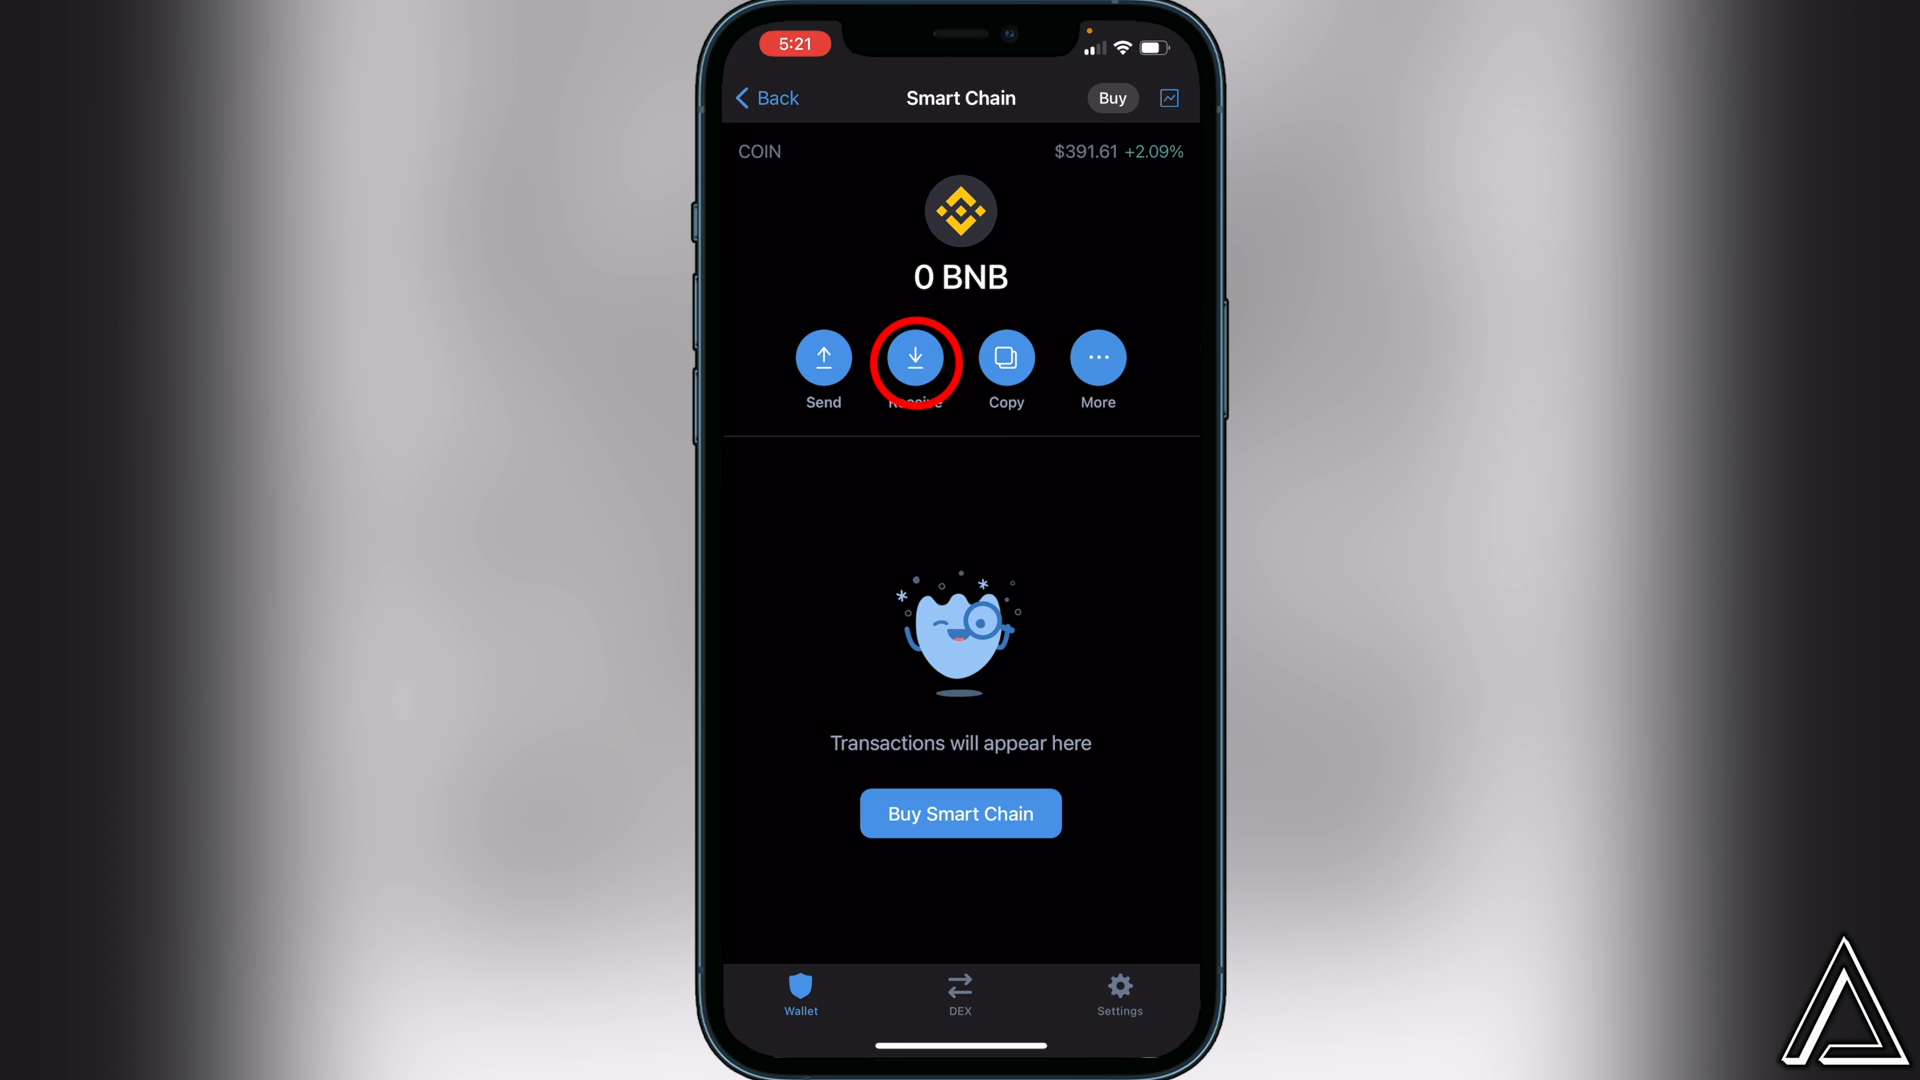 5:21
Back
Smart Chain
Buy
COIN
$391.61 +2.09%
0 BNB
Send
Receive
Copy
More
Transactions will appear here
Buy Smart Chain
Wallet
DEX
Settings